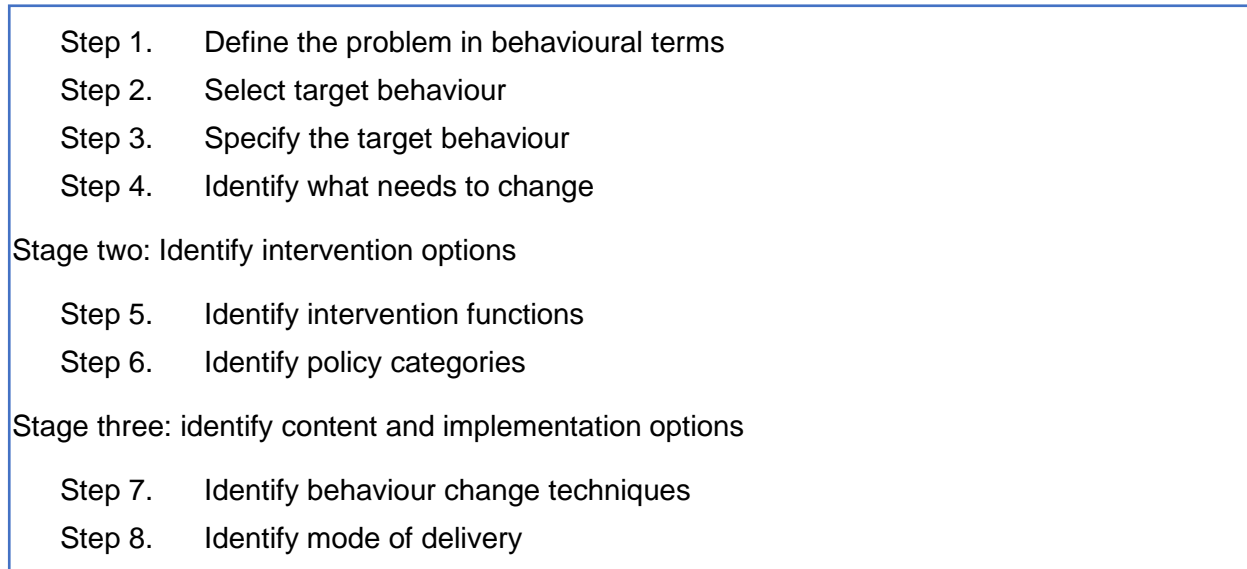 Step 1. Define the problem in behavioural terms
Step 2. Select target behaviour
Step 3. Specify the target behaviour
Step 4. Identify what needs to change
Stage two: Identify intervention options
Step 5. Identify intervention functions
Step 6. Identify policy categories
Stage three: identify content and implementation options
Step 7. Identify behaviour change techniques
Step 8. Identify mode of delivery